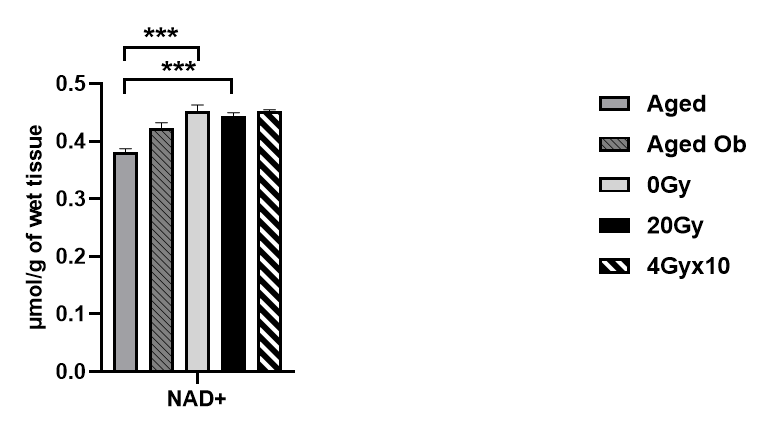 ***
***
0.5
0.4
0.3
0.2
0.1
0.0
μmol/g of wet tissue
NAD+
Aged
Aged Ob
0Gy
20Gy
4Gyx10